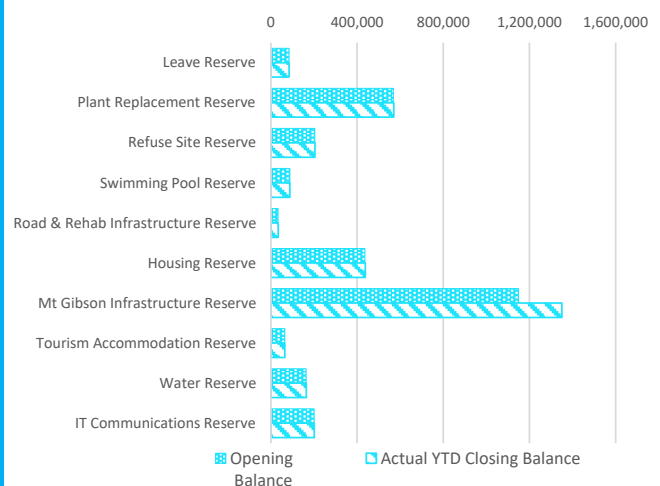 0 400,000 800,000 1,200,000 1,600,000
Leave Reserve
Plant Replacement Reserve
Refuse Site Reserve
Swimming Pool Reserve
Road & Rehab Infrastructure Reserve
Housing Reserve
Mt Gibson Infrastructure Reserve
Tourism Accommodation Reserve
Water Reserve
IT Communications Reserve
Opening Actual YTD Closing Balance
Balance